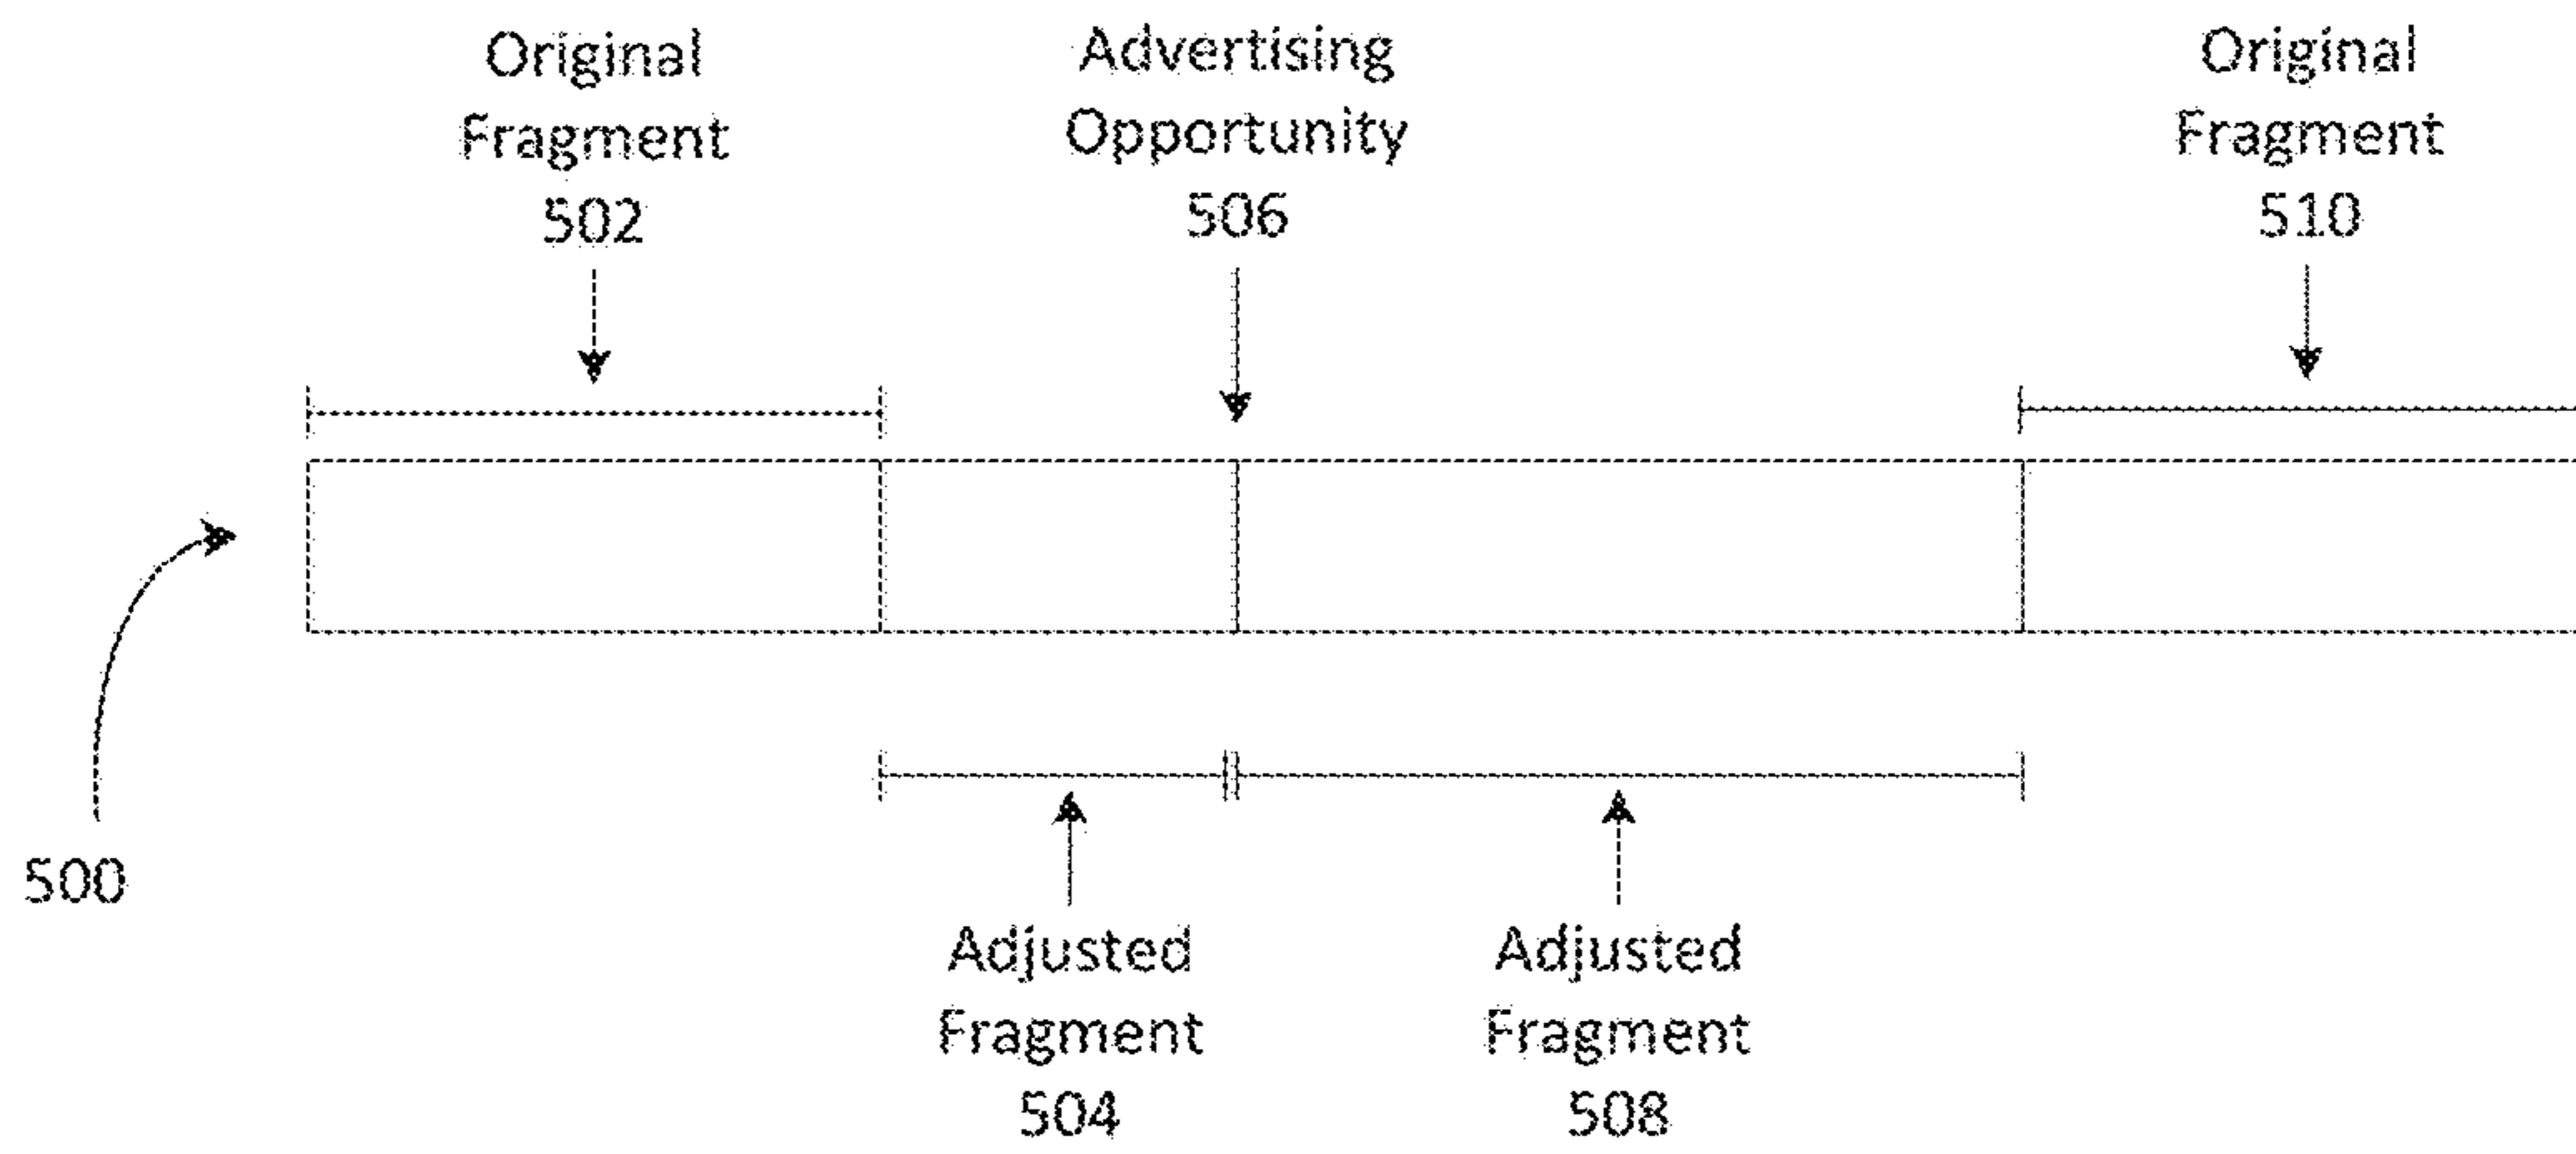 Original
Fragment
502
Advertising
Opportunity
506
Original
Fragment
510
500
Adjusted
Fragment
504
Adjusted
Fragment
508